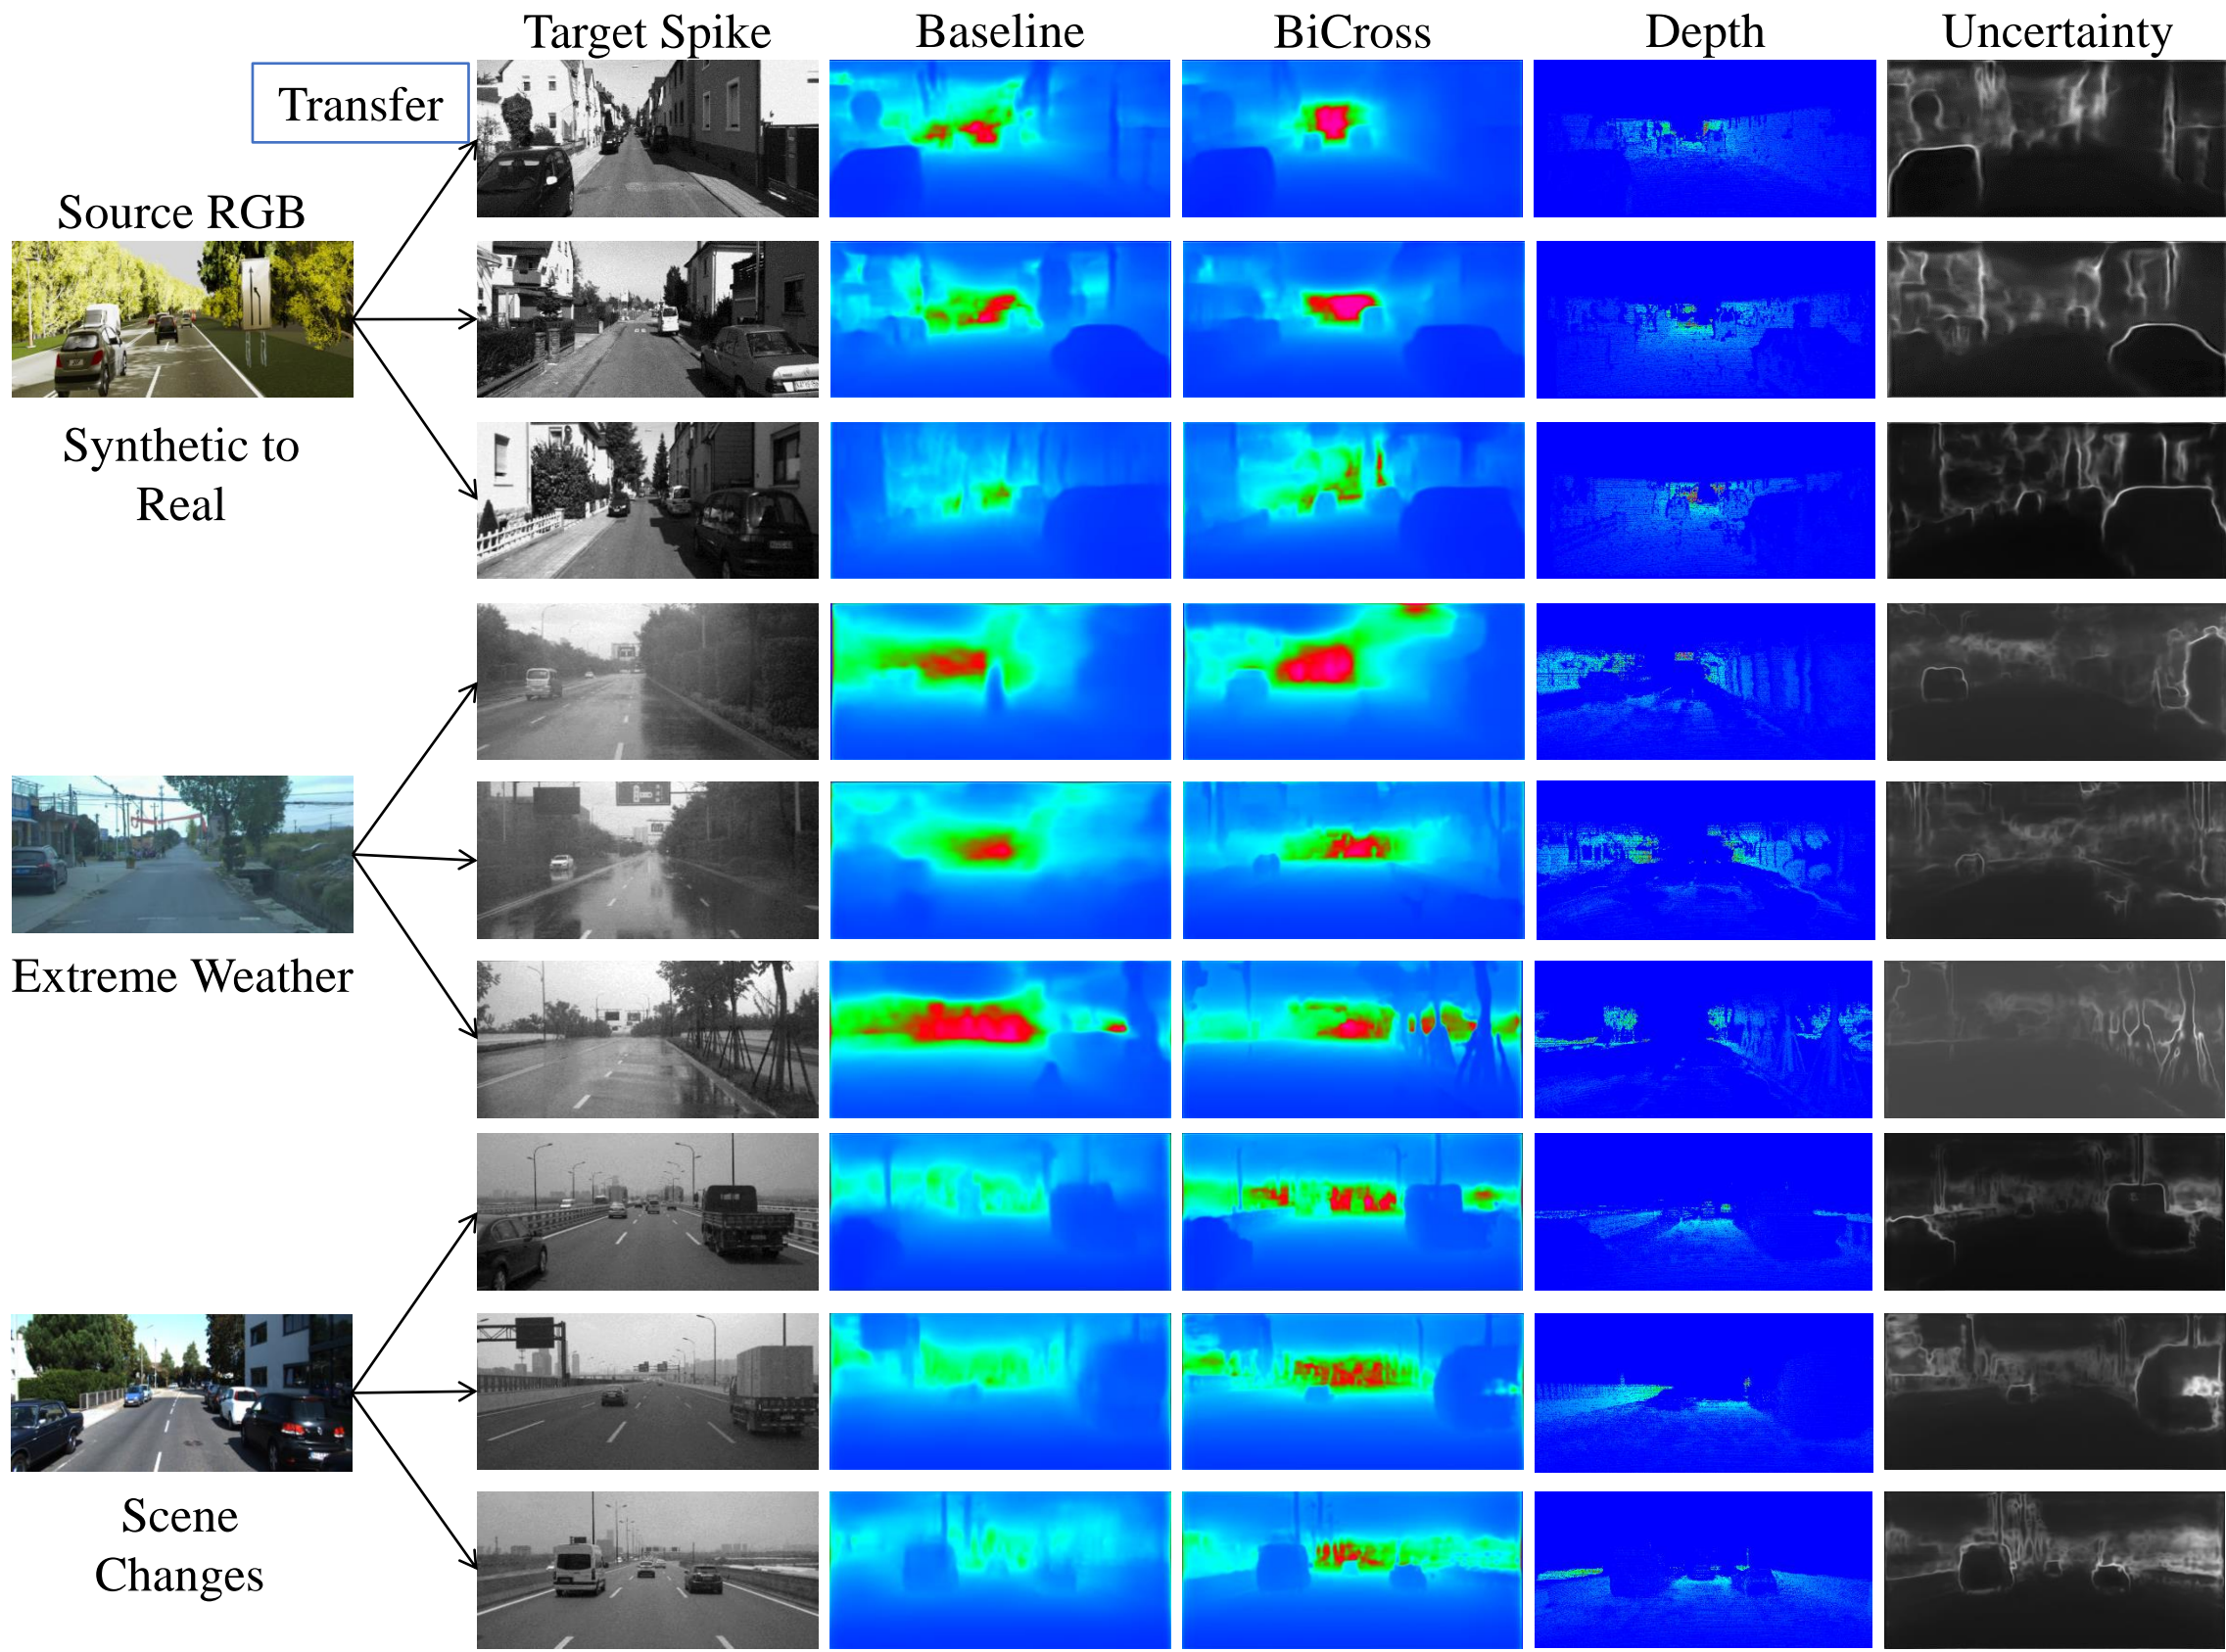 Target Spike
Baseline
BiCross
Depth
Uncertainty
Transfer
Source RGB
Synthetic to
Real
Extreme Weather
Scene
Changes